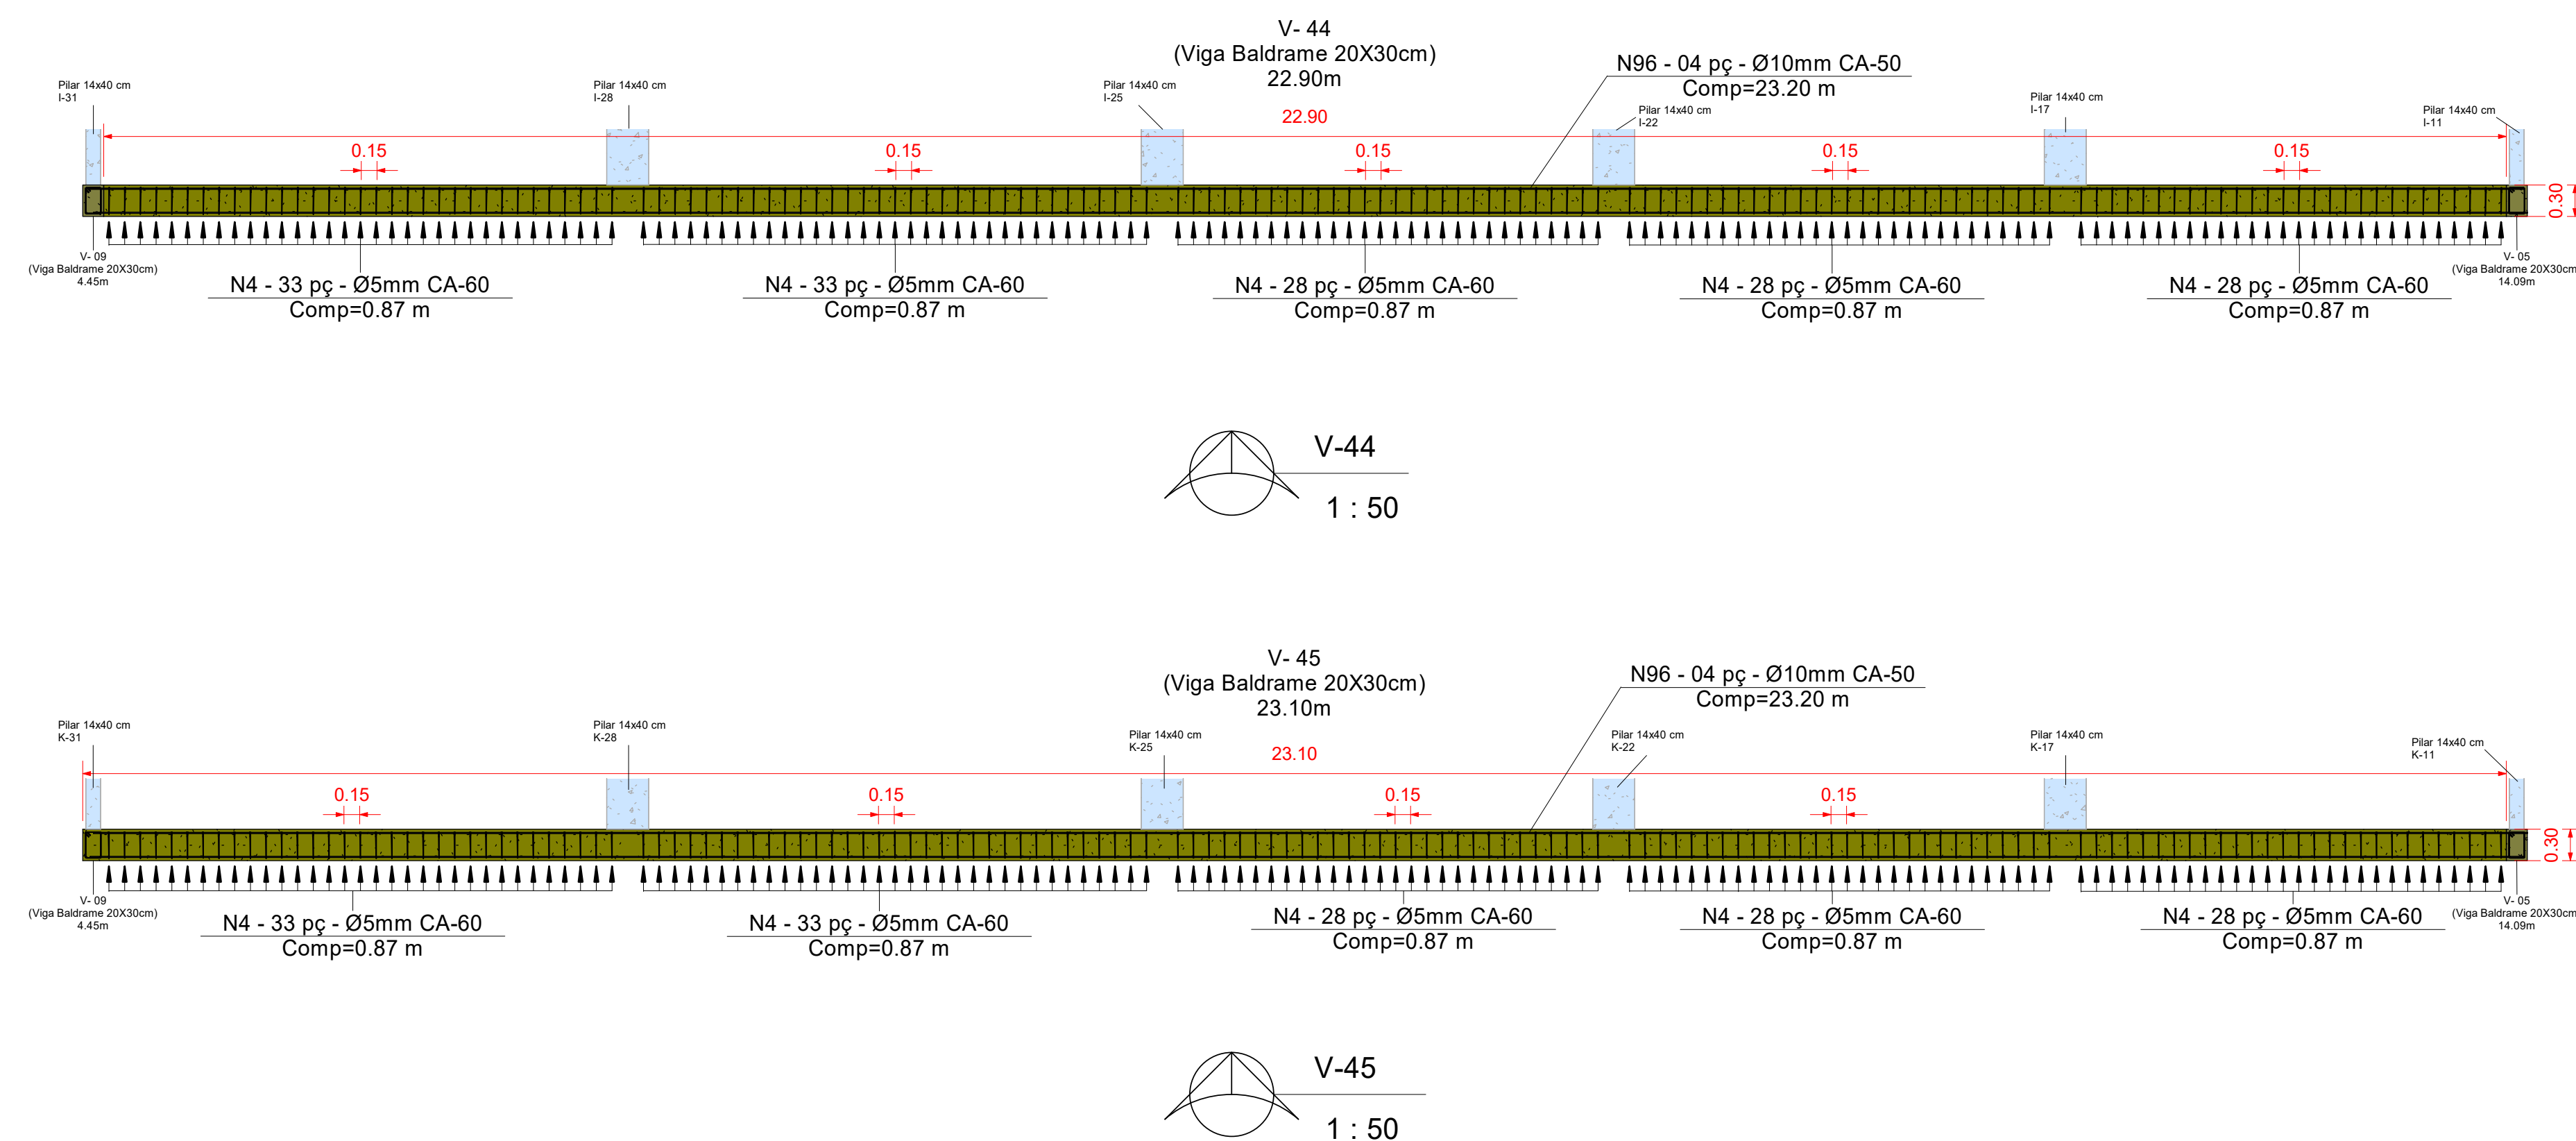 V- 44
(Viga Baldrame 20X30cm)
22.90m
N96 - 04 pç - Ø10mm CA-50
Comp=23.20 m
Pilar 14x40 cm
I-31
Pilar 14x40 cm
I-28
Pilar 14x40 cm
I-25
Pilar 14x40 cm
I-22
Pilar 14x40 cm
I-17
Pilar 14x40 cm
I-11
22.90
0.15
0.15
0.15
0.15
0.15
0.30
V- 09
(Viga Baldrame 20X30cm)
4.45m
N4 - 33 pç - Ø5mm CA-60
Comp=0.87 m
N4 - 33 pç - Ø5mm CA-60
Comp=0.87 m
N4 - 28 pç - Ø5mm CA-60
Comp=0.87 m
N4 - 28 pç - Ø5mm CA-60
Comp=0.87 m
N4 - 28 pç - Ø5mm CA-60
Comp=0.87 m
V- 05
(Viga Baldrame 20X30cm
14.09m
V-44
1 : 50
V- 45
(Viga Baldrame 20X30cm)
23.10m
N96 - 04 pç - Ø10mm CA-50
Comp=23.20 m
Pilar 14x40 cm
K-31
Pilar 14x40 cm
K-28
Pilar 14x40 cm
K-25
Pilar 14x40 cm
K-22
Pilar 14x40 cm
K-17
Pilar 14x40 cm
K-11
23.10
0.15
0.15
0.15
0.15
0.30
V- 09
(Viga Baldrame 20X30cm)
4.45m
N4 - 33 pç - Ø5mm CA-60
Comp=0.87 m
N4 - 33 pç - Ø5mm CA-60
Comp=0.87 m
N4 - 28 pç - Ø5mm CA-60
Comp=0.87 m
N4 - 28 pç - Ø5mm CA-60
Comp=0.87 m
N4 - 28 pç - Ø5mm CA-60
Comp=0.87 m
V- 05
(Viga Baldrame 20X30cm
14.09m
V-45
1 : 50